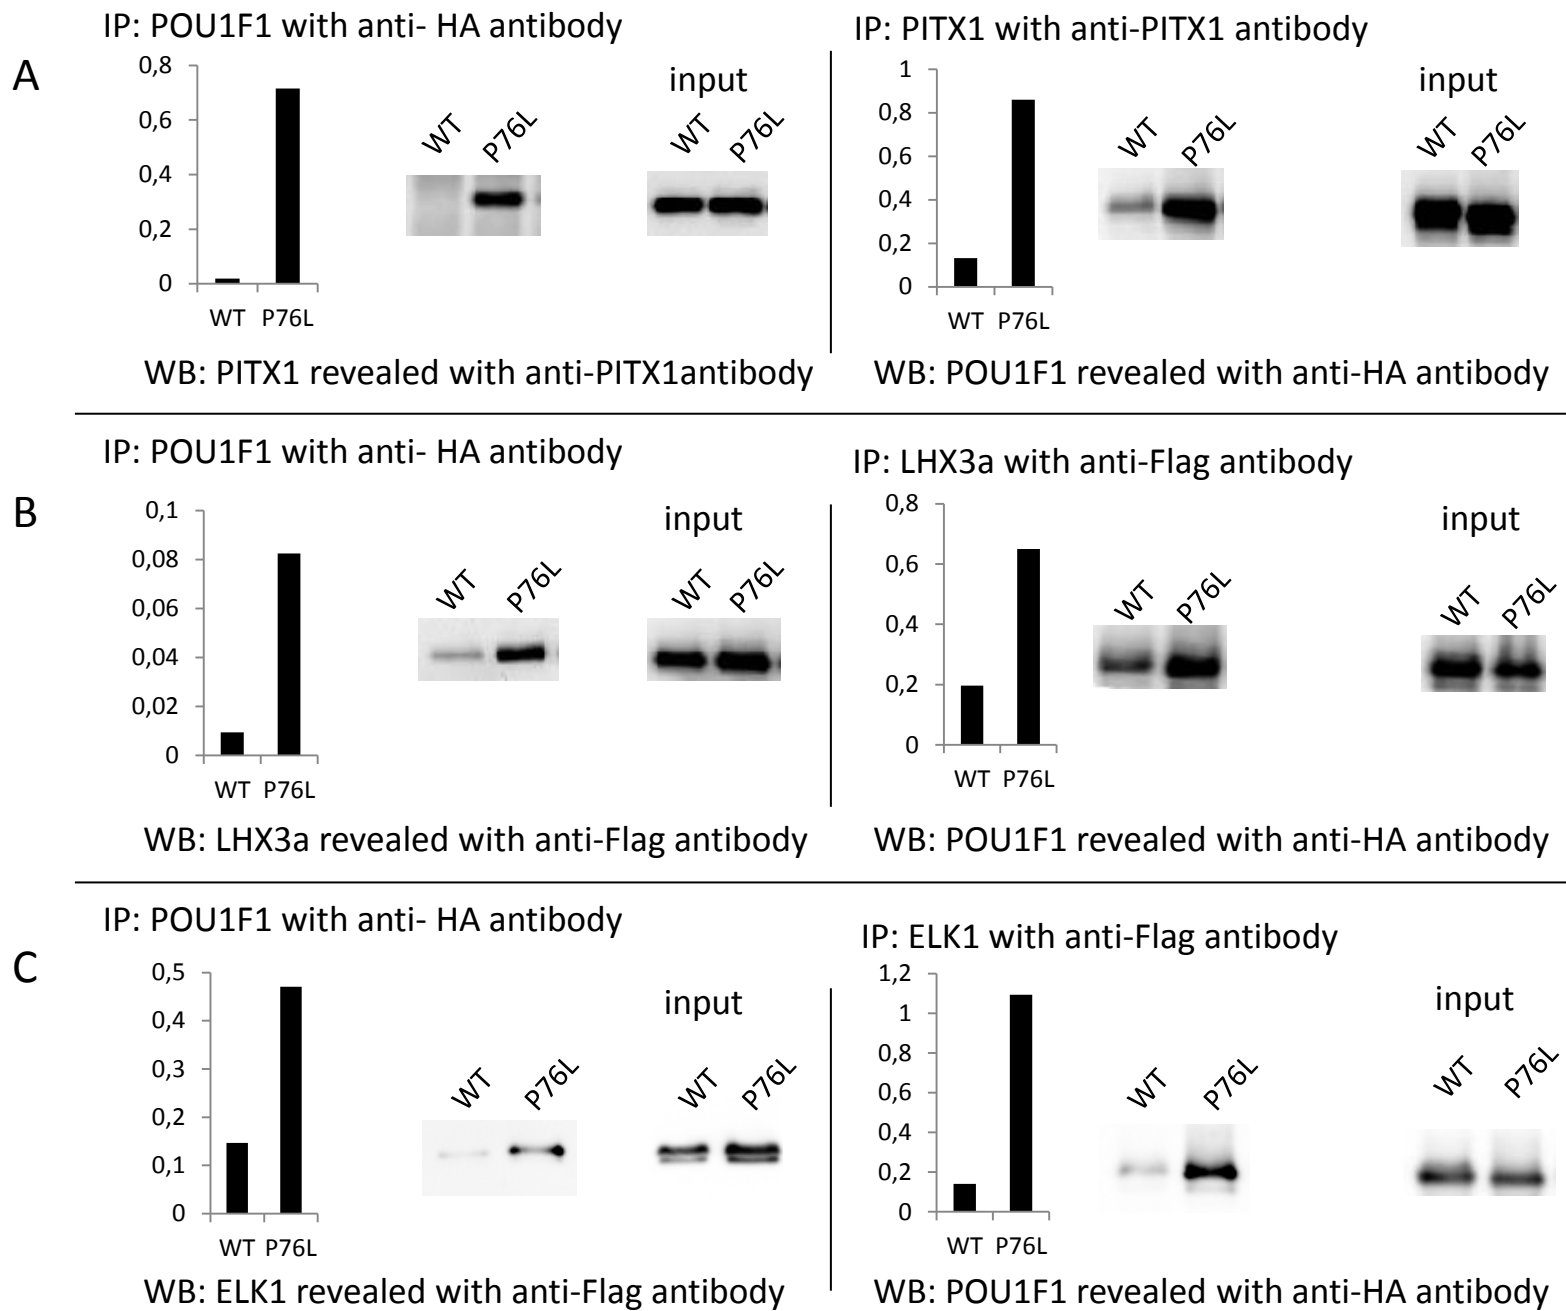 A
IP: POU1F1 with anti- HA antibody
0,8
0,6
0,4
0,2
0
WT P76L
WT P76L
input
WT P76L
WB: PITX1 revealed with anti-PITX1antibody
IP: PITX1 with anti-PITX1 antibody
1
0,8
0,6
0,4
0,2
0
WT P76L
WT P76L
input
WT P76L
WB: POU1F1 revealed with anti-HA antibody
B
IP: POU1F1 with anti- HA antibody
0,1
0,08
0,06
0,04
0,02
0
WT P76L
WT P76L
input
WT P76L
WB: LHX3a revealed with anti-Flag antibody
IP: LHX3a with anti-Flag antibody
0,8
0,6
0,4
0,2
0
WT P76L
WT P76L
input
WT P76L
WB: POU1F1 revealed with anti-HA antibody
C
IP: POU1F1 with anti- HA antibody
0,5
0,4
0,3
0,2
0,1
0
WT P76L
WT P76L
input
WT P76L
WB: ELK1 revealed with anti-Flag antibody
IP: ELK1 with anti-Flag antibody
1,2
1
0,8
0,6
0,4
0,2
0
WT P76L
WT P76L
input
WT P76L
WB: POU1F1 revealed with anti-HA antibody